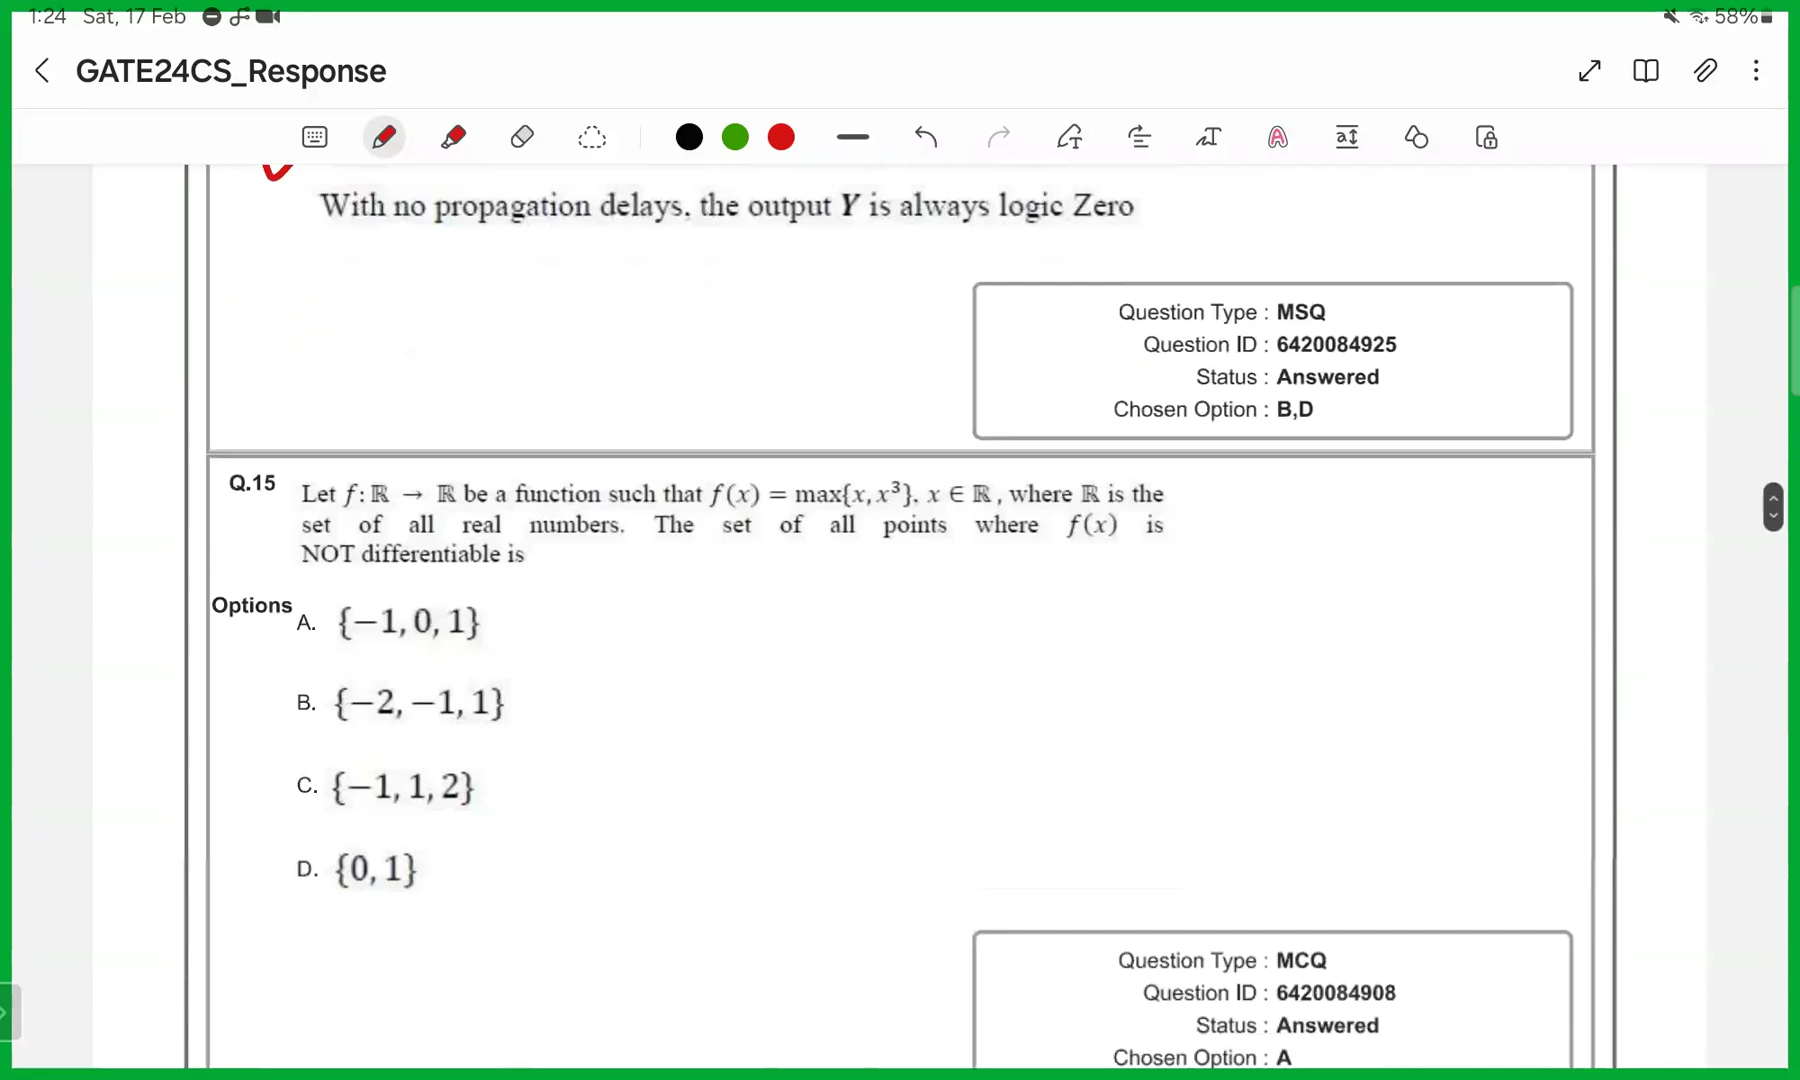 1:24 Sat, 17 Feb
58%
GATE24CS_Response
With no propagation delays, the output Y is always logic Zero
Question Type : MSQ
Question ID : 6420084925
Status : Answered
Chosen Option : B,D
Q.15
Let f: ℝ → ℝ be a function such that f(x) = max{x, x³}, x ∈ ℝ, where ℝ is the
set of all real numbers. The set of all points where f(x) is
NOT differentiable is
Options
A. {−1, 0, 1}
B. {−2, −1, 1}
C. {−1, 1, 2}
D. {0, 1}
Question Type : MCQ
Question ID : 6420084908
Status : Answered
Chosen Option : A